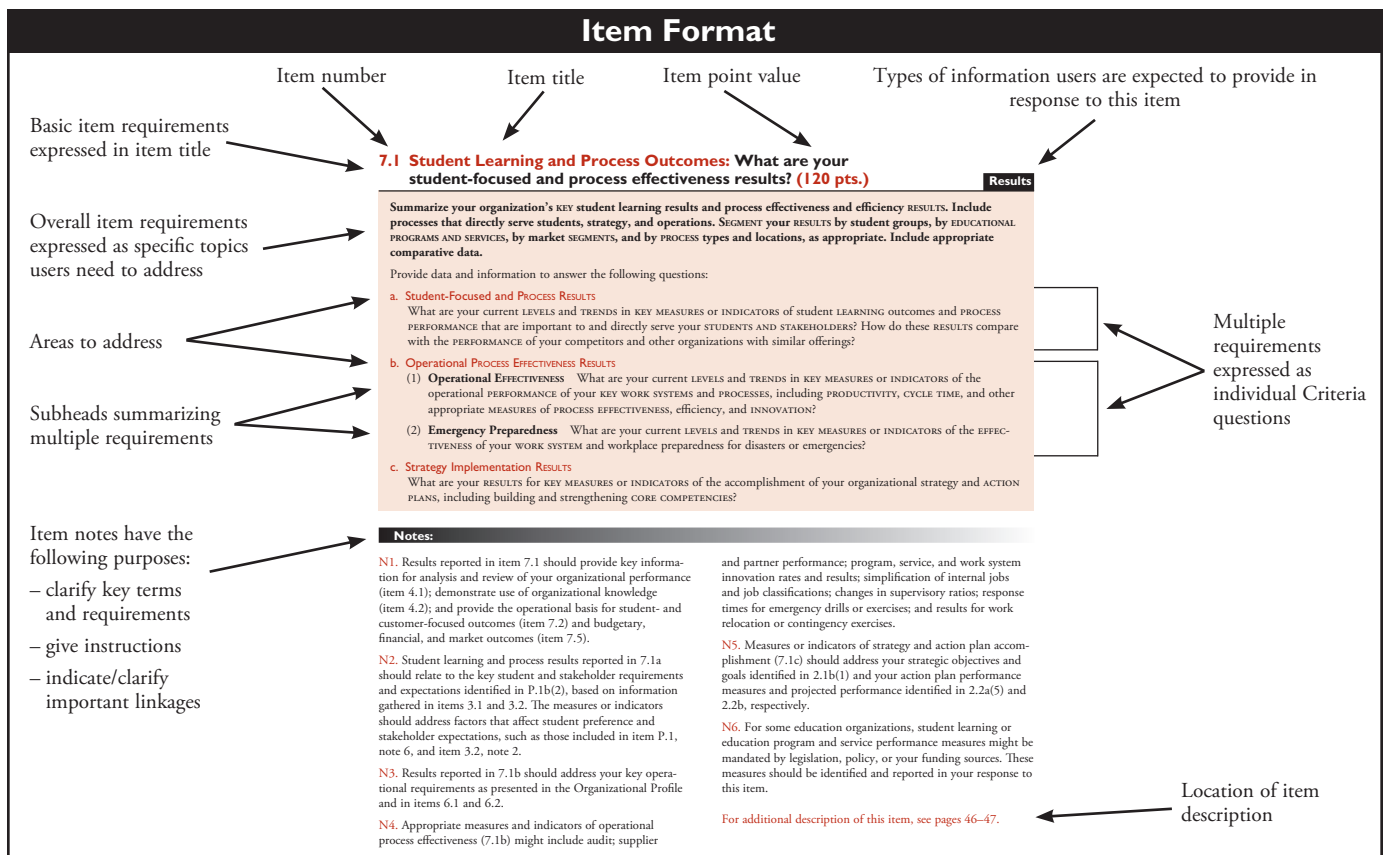 Item Format
Item number
Item title
Item point value
Types of information users are expected to provide in
response to this item
Basic item requirements
expressed in item title
Overall item requirements
expressed as specific topics
users need to address
Areas to address
Subheads summarizing
multiple requirements
Item notes have the
following purposes:
– clarify key terms
and requirements
– give instructions
– indicate/clarify
important linkages
7.1 Student Learning and Process Outcomes: What are your
student-focused and process effectiveness results? (120 pts.)
Results
Summarize your organization's KEY student learning results and process effectiveness and efficiency RESULTS. Include
processes that directly serve students, strategy, and operations. SEGMENT your RESULTS by student groups, by EDUCATIONAL
PROGRAMS AND SERVICES, by market SEGMENTS, and by PROCESS types and locations, as appropriate. Include appropriate
comparative data.
Provide data and information to answer the following questions:
a. Student-Focused and PROCESS RESULTS
What are your current LEVELS and TRENDS in KEY MEASURES or INDICATORS of student LEARNING outcomes and PROCESS
PERFORMANCE that are important to and directly serve your STUDENTS AND STAKEHOLDERS? How do these RESULTS compare
with the PERFORMANCE of your competitors and other organizations with similar offerings?
b. Operational PROCESS EFFECTIVENESS RESULTS
(1) Operational EFFECTIVENESS What are your current LEVELS and TRENDS in KEY MEASURES or INDICATORS of the
operational PERFORMANCE of your KEY WORK SYSTEMS and PROCESSES, including PRODUCTIVITY, CYCLE TIME, and other
appropriate MEASURES of PROCESS EFFECTIVENESS, efficiency, and INNOVATION?
(2) Emergency Preparedness What are your current LEVELS and TRENDS in KEY MEASURES or INDICATORS of the EFFEC-
TIVENESS of your WORK SYSTEM and workplace preparedness for disasters or emergencies?
c. Strategy Implementation RESULTS
What are your RESULTS for KEY MEASURES or INDICATORS of the accomplishment of your organizational strategy and ACTION
PLANS, including building and strengthening CORE COMPETENCIES?
Multiple
requirements
expressed as
individual Criteria
questions
Notes:
N1. Results reported in item 7.1 should provide key informa-
tion for analysis and review of your organizational performance
(item 4.1); demonstrate use of organizational knowledge
(item 4.2); and provide the operational basis for student- and
customer-focused outcomes (item 7.2) and budgetary,
financial, and market outcomes (item 7.5).
N2. Student learning and process results reported in 7.1a
should relate to the key student and stakeholder requirements
and expectations identified in P.1b(2), based on information
gathered in items 3.1 and 3.2. The measures or indicators
should address factors that affect student preference and
stakeholder expectations, such as those included in item P.1,
note 6, and item 3.2, note 2.
N3. Results reported in 7.1b should address your key opera-
tional requirements as presented in the Organizational Profile
and in items 6.1 and 6.2.
N4. Appropriate measures and indicators of operational
process effectiveness (7.1b) might include audit; supplier
and partner performance; program, service, and work system
innovation rates and results; simplification of internal jobs
and job classifications; changes in supervisory ratios; response
times for emergency drills or exercises; and results for work
relocation or contingency exercises.
N5. Measures or indicators of strategy and action plan accom-
plishment (7.1c) should address your strategic objectives and
goals identified in 2.1b(1) and your action plan performance
measures and projected performance identified in 2.2a(5) and
2.2b, respectively.
N6. For some education organizations, student learning or
education program and service performance measures might be
mandated by legislation, policy, or your funding sources. These
measures should be identified and reported in your response to
this item.
For additional description of this item, see pages 46–47.
Location of item
description